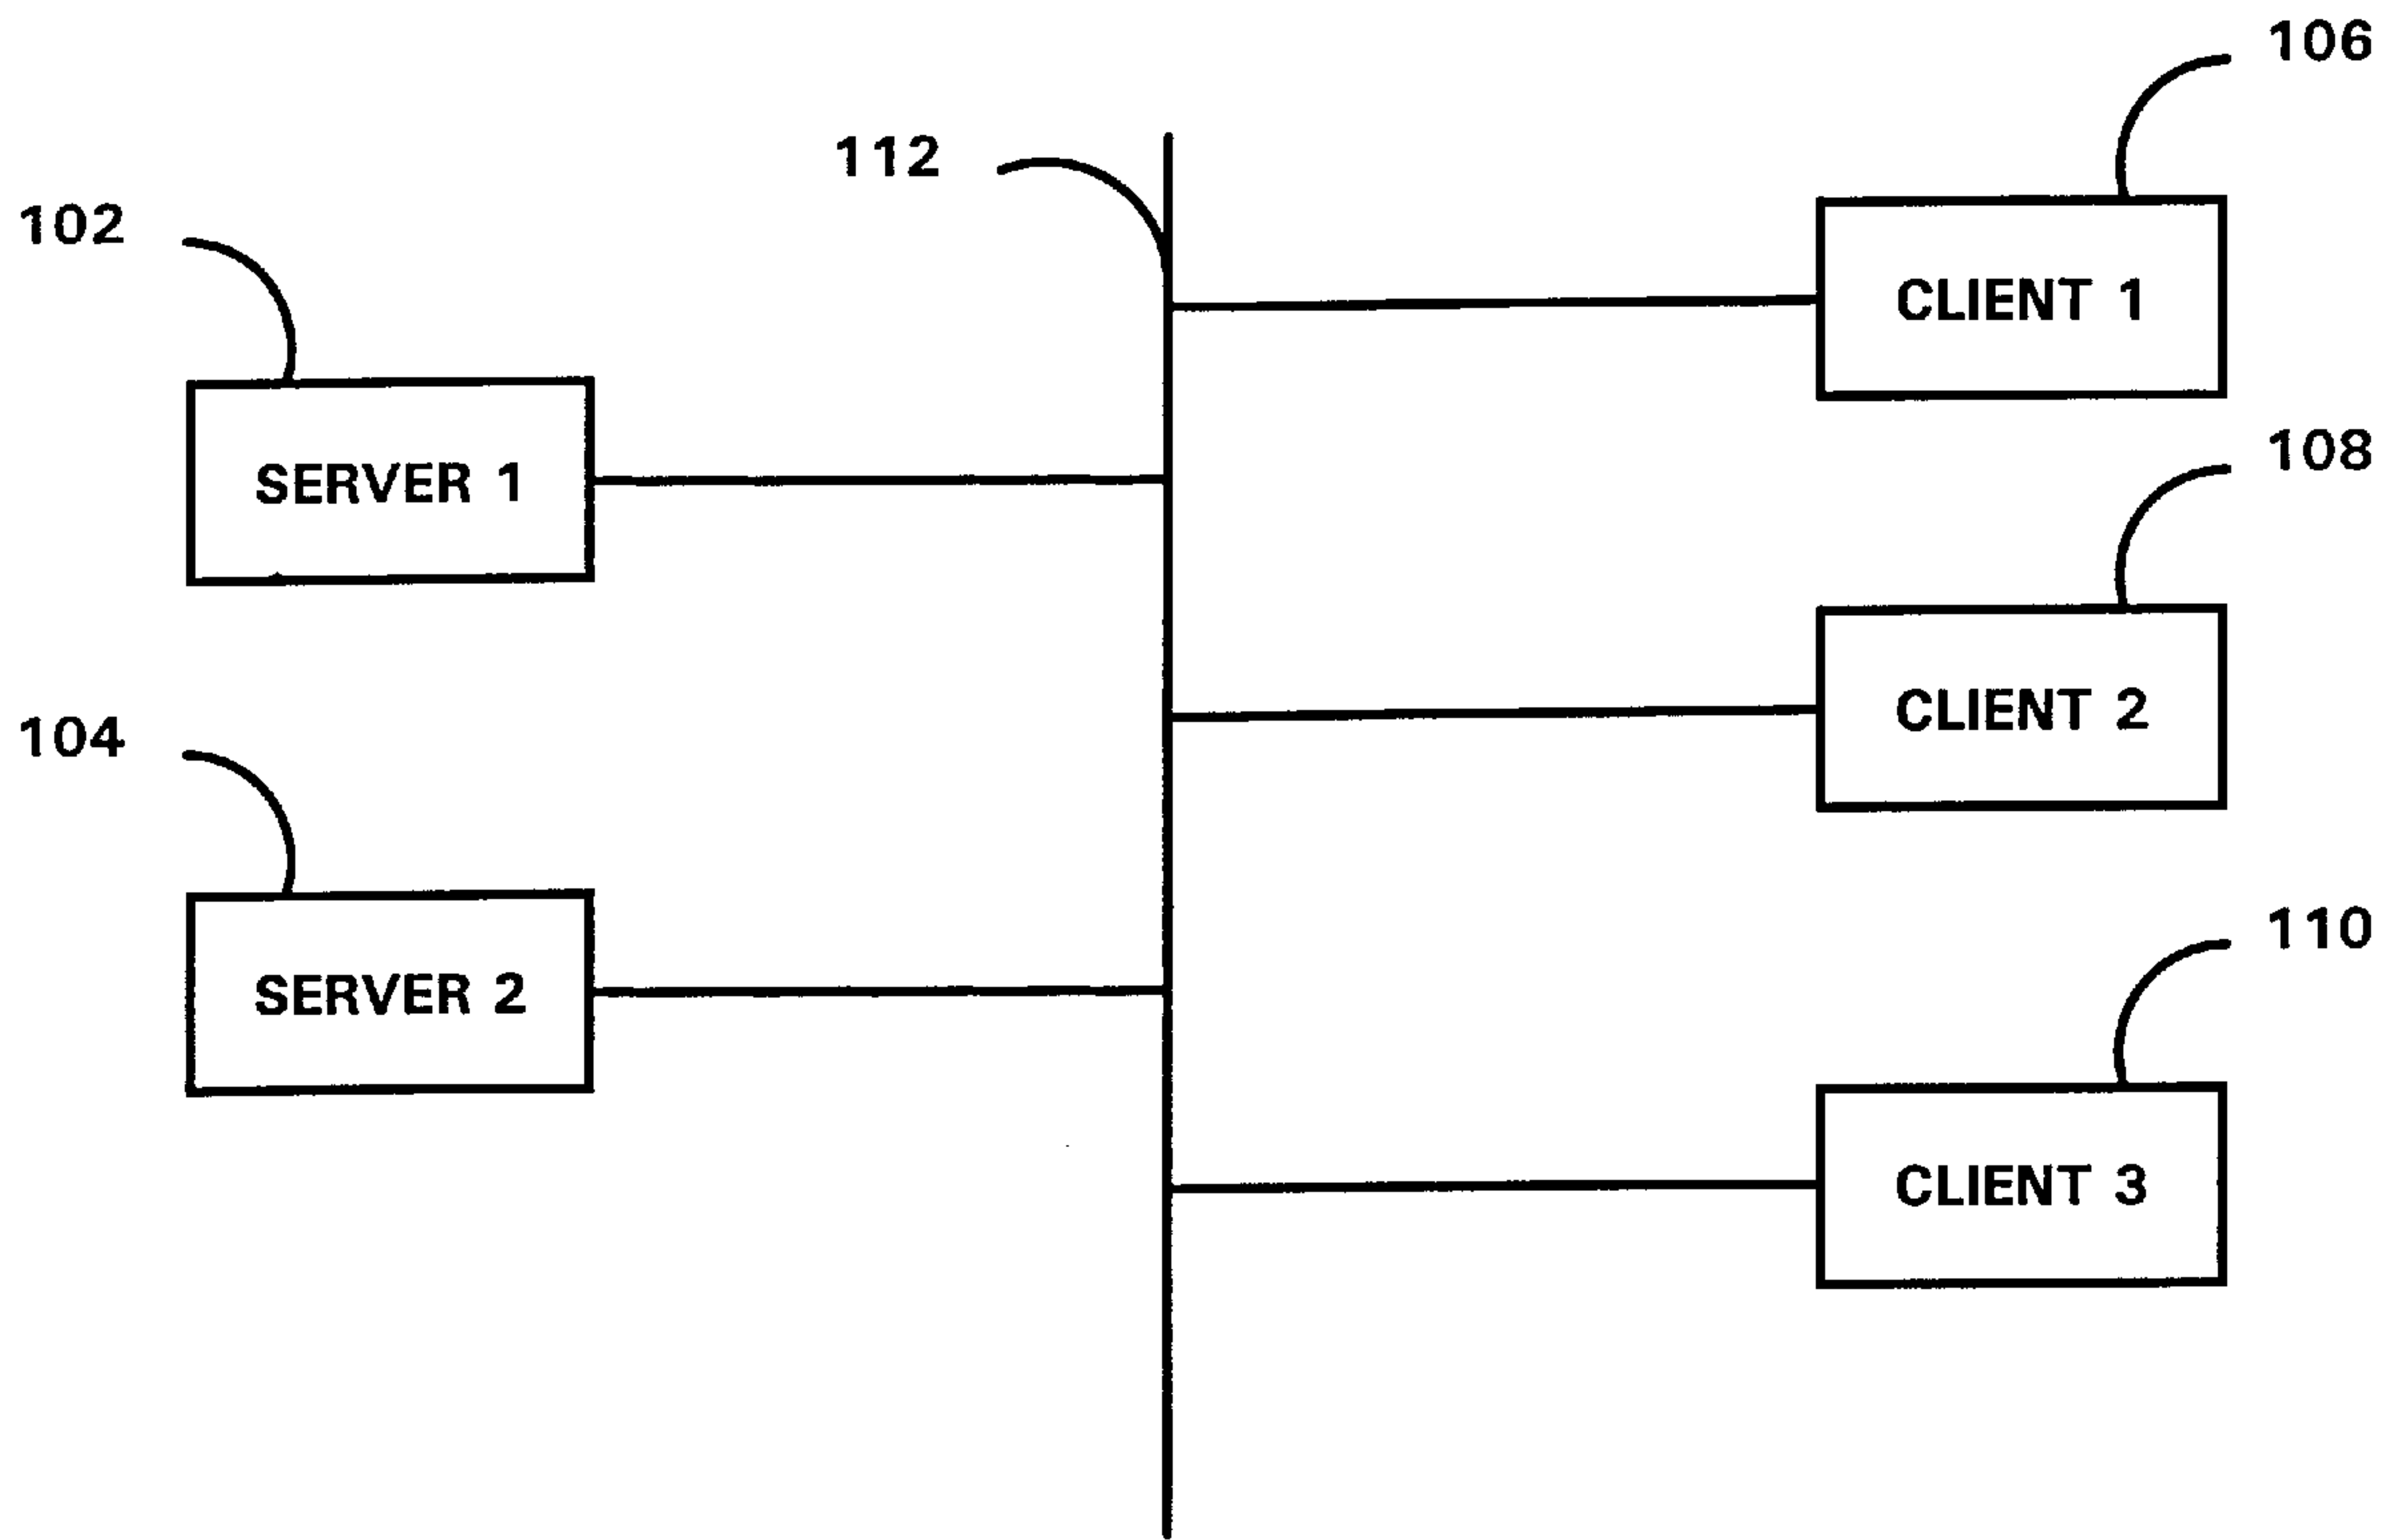 106
112
102
CLIENT 1
108
SERVER 1
CLIENT 2
104
110
SERVER 2
CLIENT 3